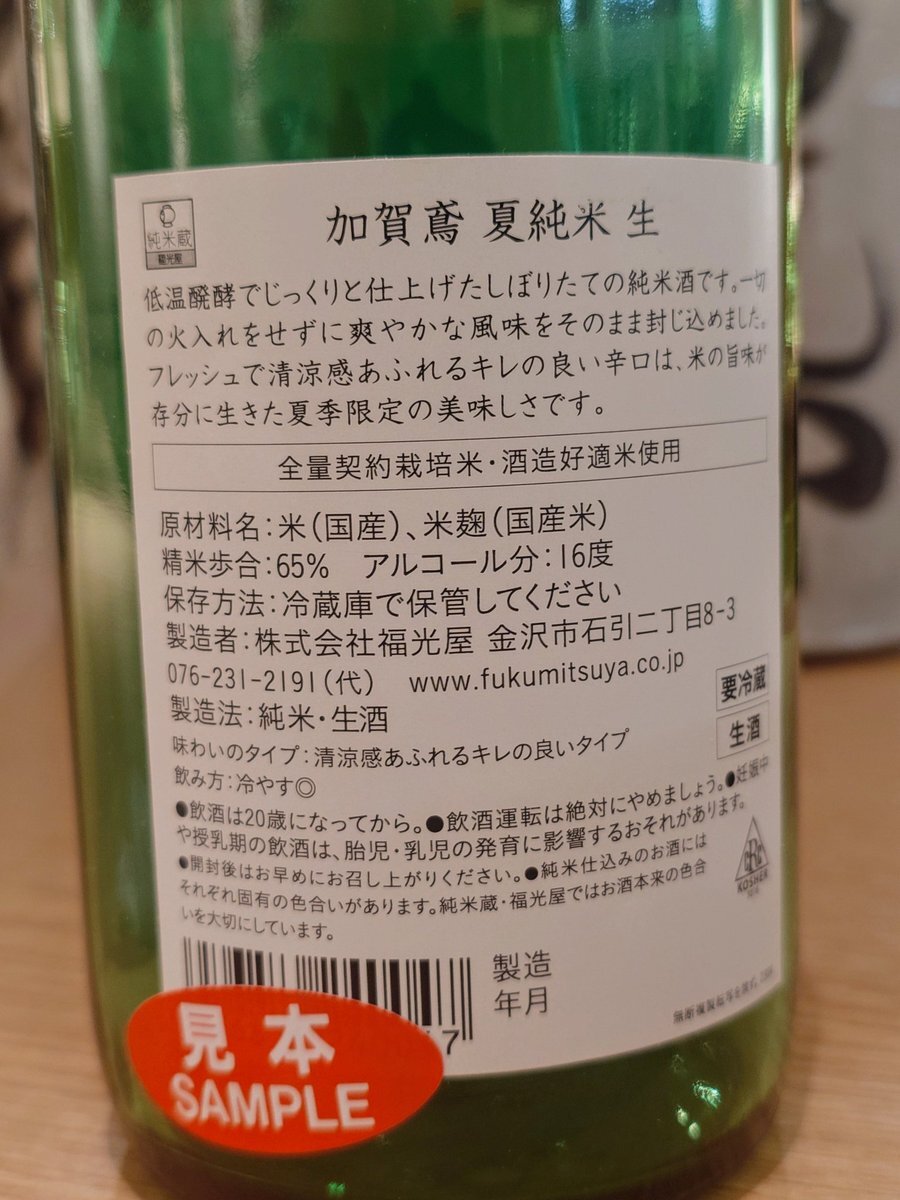 純米蔵
福光屋
加賀鳶 夏純米 生
低温醗酵でじっくりと仕上げたしぼりたての純米酒です。一切
の火入れをせずに爽やかな風味をそのまま封じ込めました。
フレッシュで清涼感あふれるキレの良い辛口は、米の旨味が
存分に生きた夏季限定の美味しさです。
全量契約栽培米・酒造好適米使用
原材料名：米（国産）、米麹（国産米）
精米歩合：65％　アルコール分：16度
保存方法：冷蔵庫で保管してください
製造者：株式会社福光屋 金沢市石引二丁目8-3
076-231-2191（代）　www.fukumitsuya.co.jp
製造法：純米・生酒
要冷蔵
生酒
味わいのタイプ：清涼感あふれるキレの良いタイプ
飲み方：冷やす◎
●飲酒は20歳になってから。●飲酒運転は絶対にやめましょう。●妊娠中
や授乳期の飲酒は、胎児・乳児の発育に影響するおそれがあります。
●開封後はお早めにお召し上がりください。●純米仕込みのお酒には
それぞれ固有の色合いがあります。純米蔵・福光屋ではお酒本来の色合
いを大切にしています。
KOSHER
製造
年月
7
見本
SAMPLE